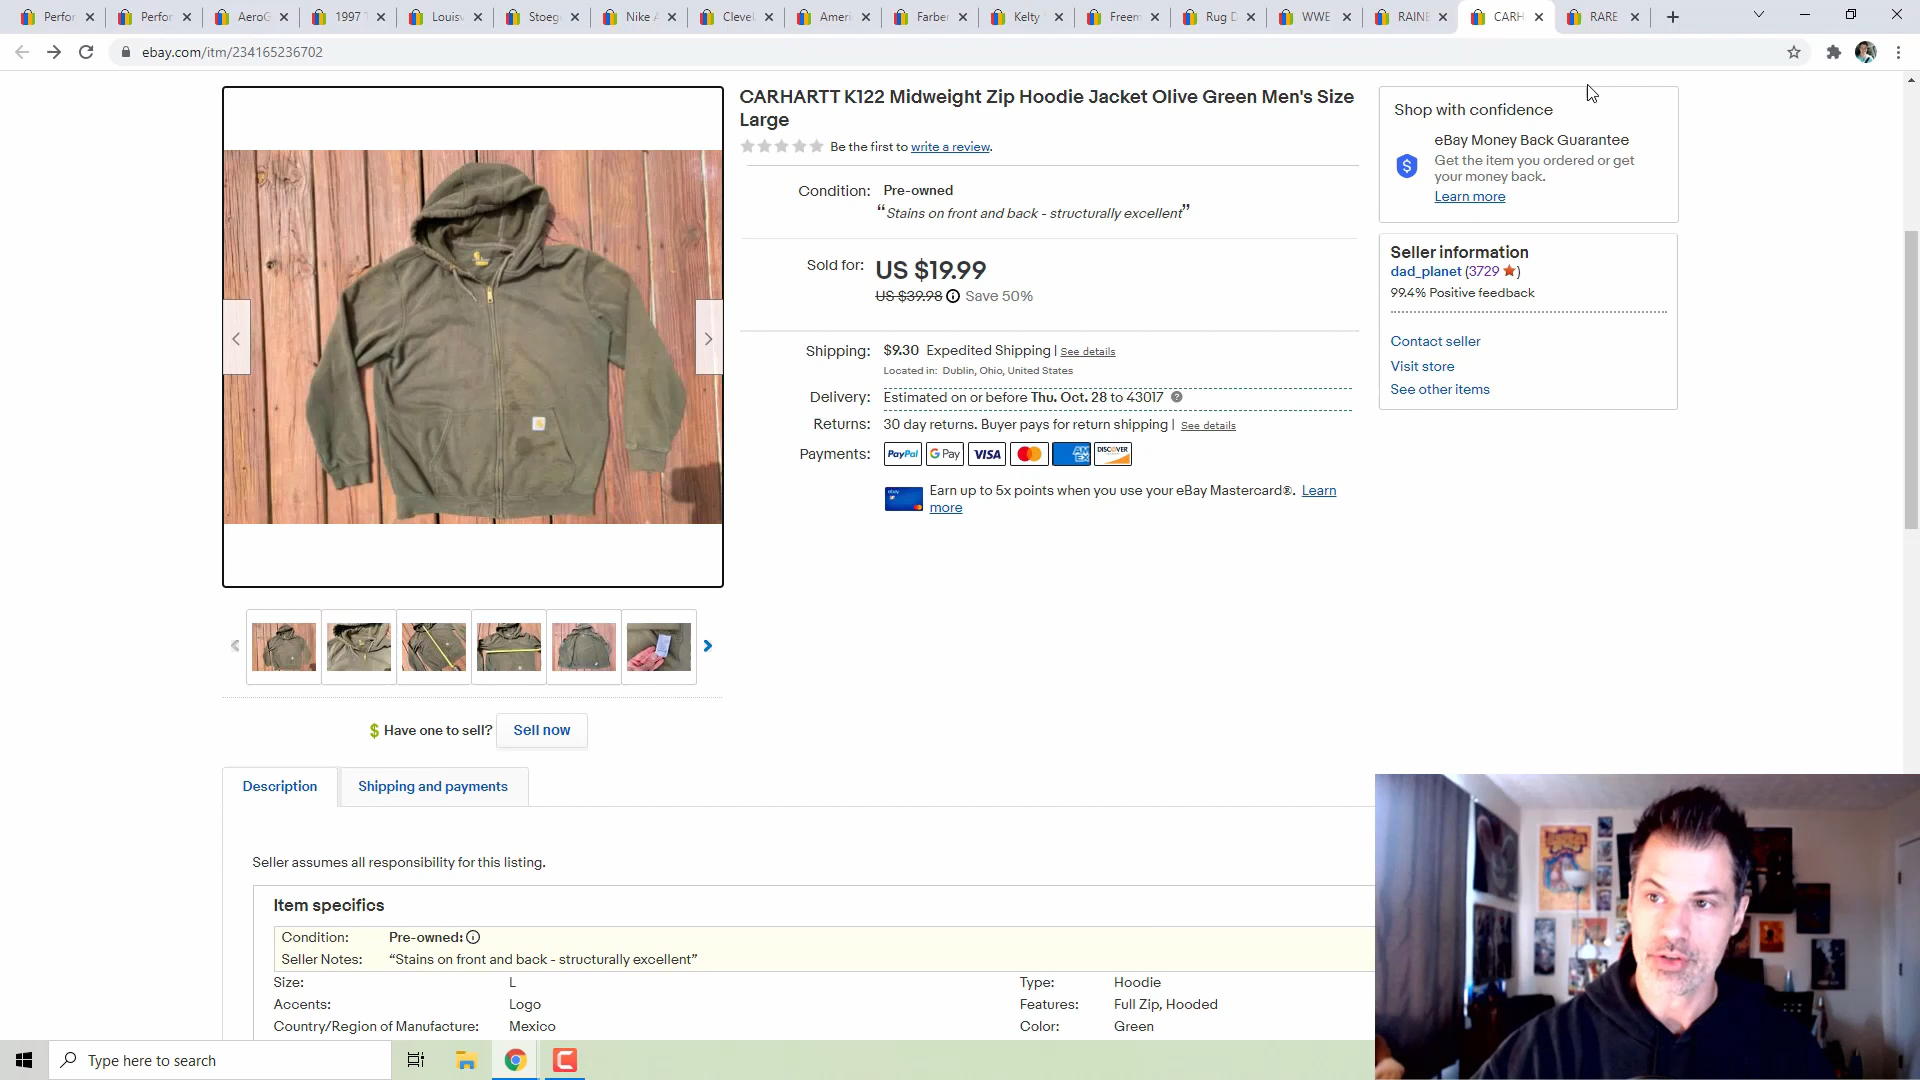 Perfor
Perfor
AeroG
1997 T
Louisv
Stoege
Nike A
Clevel
Ameri
Farber
Kelty
Freem
Rug D
WWE
RAINE
CARH
RARE
ebay.com/itm/234165236702
CARHARTT K122 Midweight Zip Hoodie Jacket Olive Green Men's Size
Large
Be the first to write a review.
Condition: Pre-owned
“Stains on front and back - structurally excellent”
Sold for: US $19.99
US $39.98 Save 50%
Shipping: $9.30 Expedited Shipping | See details
Located in: Dublin, Ohio, United States
Delivery: Estimated on or before Thu. Oct. 28 to 43017
Returns: 30 day returns. Buyer pays for return shipping | See details
Payments: PayPal G Pay VISA AM EX DISCOVER
ebay
Earn up to 5x points when you use your eBay Mastercard®. Learn
more
Shop with confidence
eBay Money Back Guarantee
Get the item you ordered or get
your money back.
Learn more
Seller information
dad_planet (3729)
99.4% Positive feedback
Contact seller
Visit store
See other items
$ Have one to sell? Sell now
Description
Shipping and payments
Seller assumes all responsibility for this listing.
Item specifics
Condition: Pre-owned:
Seller Notes: “Stains on front and back - structurally excellent”
Size: L
Type: Hoodie
Accents: Logo
Features: Full Zip, Hooded
Country/Region of Manufacture: Mexico
Color: Green
Type here to search